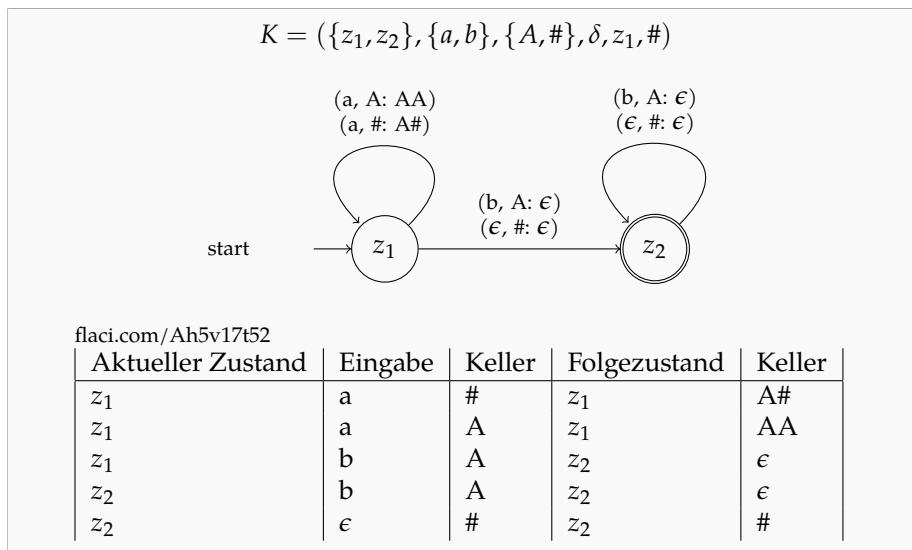 K = ({z₁, z₂}, {a, b}, {A, #}, δ, z₁, #)
(a, A: AA)
(a, #: A#)
(b, A: ϵ)
(ϵ, #: ϵ)
(b, A: ϵ)
(ϵ, #: ϵ)
start
z₁
z₂
flaci.com/Ah5v17t52
Aktueller Zustand Eingabe Keller Folgezustand Keller
z₁ a # z₁ A#
z₁ a A z₁ AA
z₁ b A z₂ ϵ
z₂ b A z₂ ϵ
z₂ ϵ # z₂ #